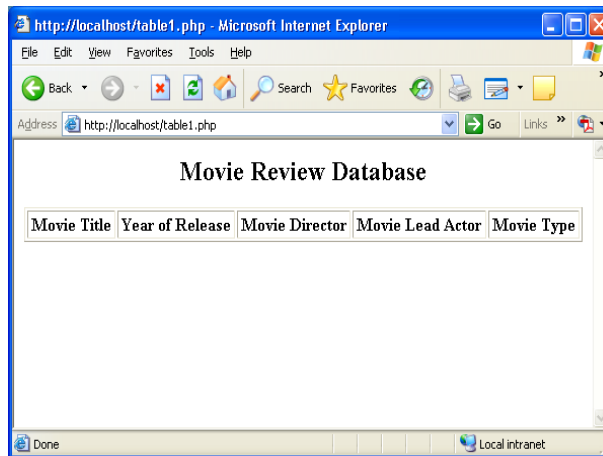 http://localhost/table1.php - Microsoft Internet Explorer
File Edit View Favorites Tools Help
Back Search Favorites »
Address http://localhost/table1.php Go Links »
Movie Review Database
Movie Title Year of Release Movie Director Movie Lead Actor Movie Type
Done Local intranet